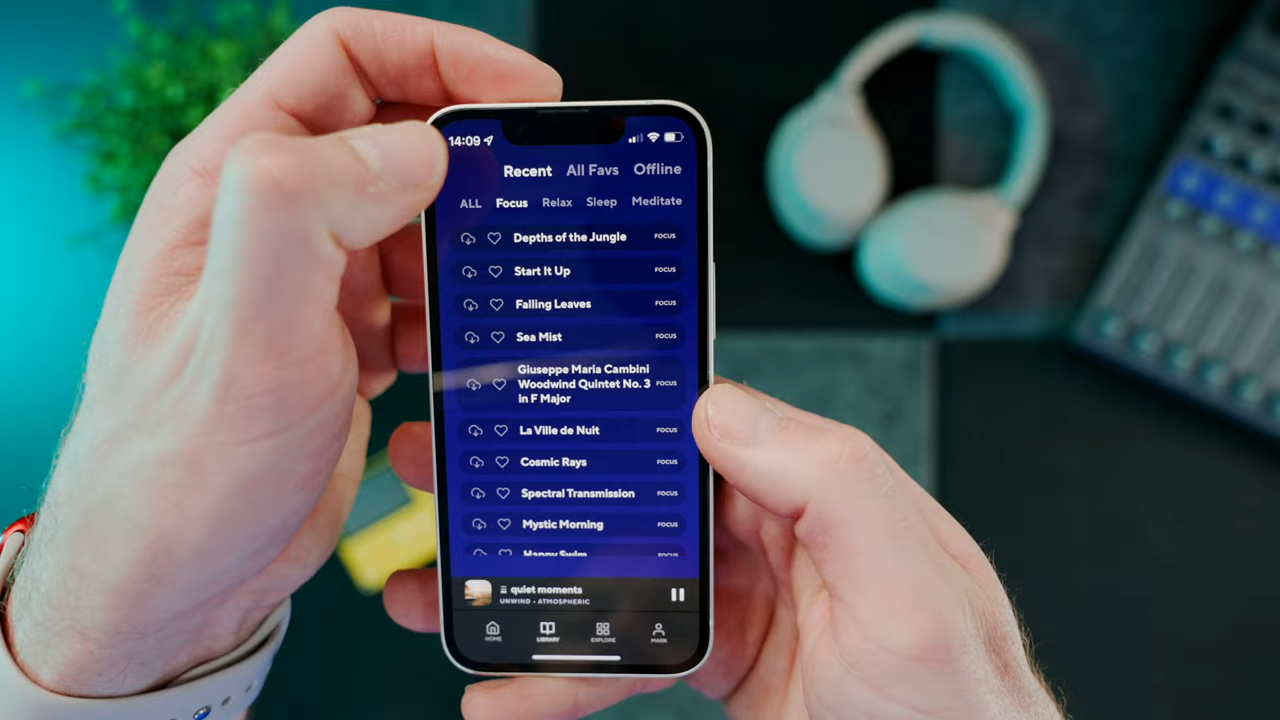 14:09
Recent All Favs Offline
ALL Focus Relax Sleep Meditate
Depths of the Jungle FOCUS
Start It Up FOCUS
Falling Leaves FOCUS
Sea Mist FOCUS
Giuseppe Maria Cambini
Woodwind Quintet No. 3 FOCUS
in F Major
La Ville de Nuit FOCUS
Cosmic Rays FOCUS
Spectral Transmission FOCUS
Mystic Morning FOCUS
Happy Swim
quiet moments
UNWIND • ATMOSPHERIC
HOME LIBRARY EXPLORE MARK